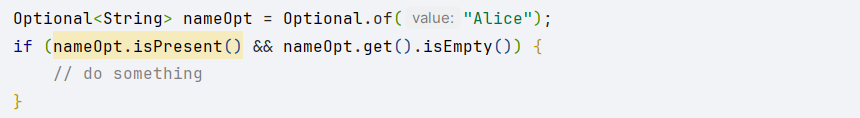 Optional<String> nameOpt = Optional.of( value: "Alice");
if (nameOpt.isPresent() && nameOpt.get().isEmpty()) {
    // do something
}